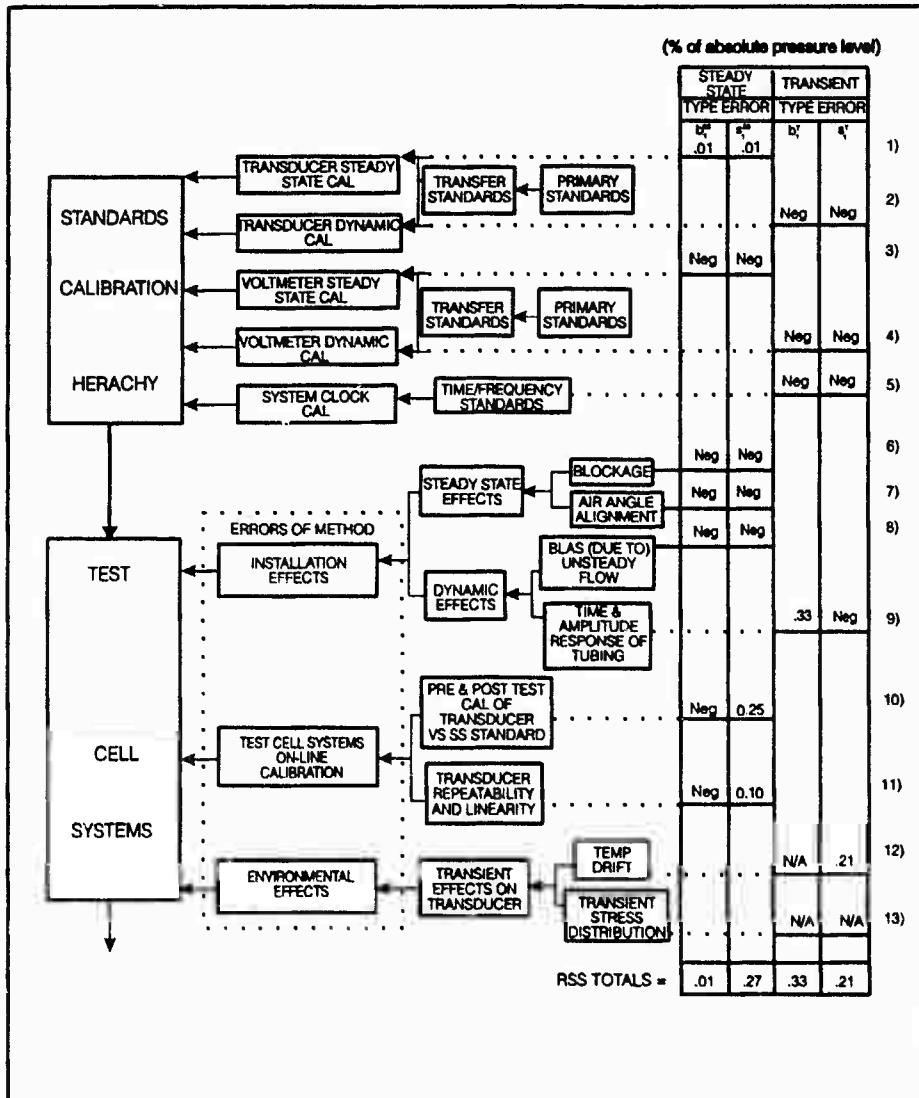 (% of absolute pressure level)
STEADY STATE
TRANSIENT
TYPE ERROR
TYPE ERROR
.01 .01
1)
TRANSDUCER STEADY STATE CAL
TRANSFER STANDARDS
PRIMARY STANDARDS
STANDARDS
2)
Neg Neg
TRANSDUCER DYNAMIC CAL
3)
Neg Neg
CALIBRATION
VOLTMETER STEADY STATE CAL
TRANSFER STANDARDS
PRIMARY STANDARDS
VOLTMETER DYNAMIC CAL
Neg Neg
4)
HERACHY
SYSTEM CLOCK CAL
TIME/FREQUENCY STANDARDS
Neg Neg
5)
6)
Neg Neg
BLOCKAGE
STEADY STATE EFFECTS
7)
Neg Neg
AIR ANGLE ALIGNMENT
8)
Neg Neg
ERRORS OF METHOD
TEST
INSTALLATION EFFECTS
BLAS (DUE TO) UNSTEADY FLOW
DYNAMIC EFFECTS
TIME & AMPLITUDE RESPONSE OF TUBING
.33 Neg
9)
PRE & POST TEST CAL OF TRANSDUCER VS SS STANDARD
Neg 0.25
10)
CELL
TEST CELL SYSTEMS ON-LINE CALIBRATION
TRANSDUCER REPEATABILITY AND LINEARITY
Neg 0.10
11)
SYSTEMS
TEMP DRIFT
N/A .21
12)
ENVIRONMENTAL EFFECTS
TRANSIENT EFFECTS ON TRANSDUCER
TRANSIENT STRESS DISTRIBUTION
N/A N/A
13)
RSS TOTALS = .01 .27 .33 .21